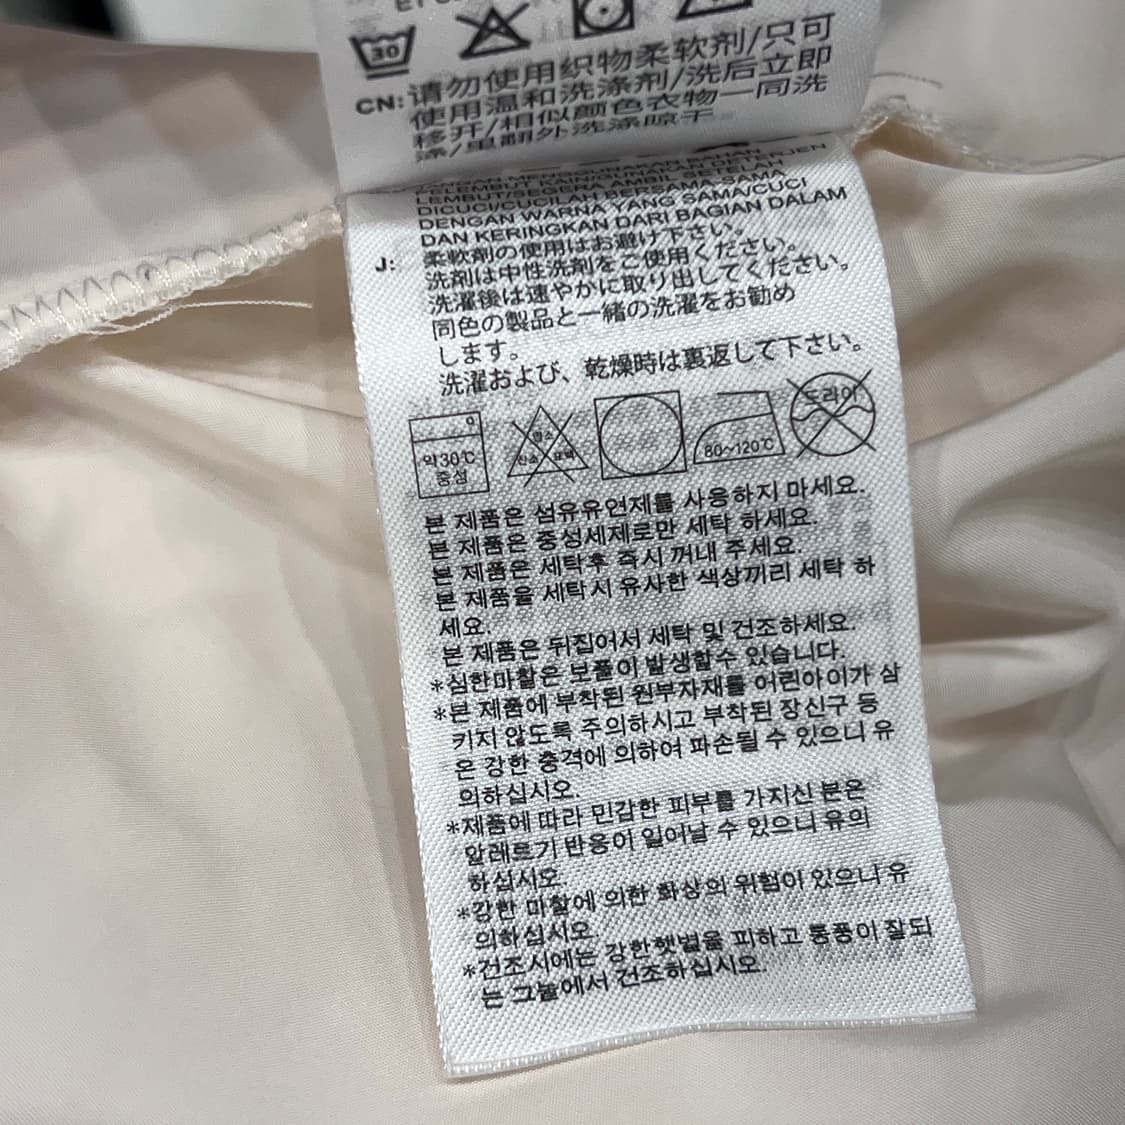 30
CN: 请勿使用织物柔软剂/只可
使用温和洗涤剂/洗后立即
移开/相似颜色衣物一同洗
涤/里翻外洗涤晾干
BAHAN
DICUCI/CUCILAH BERSAMA-SAMA
DENGAN WARNA YANG SAMA/CUCI
DAN KERINGKAN DARI BAGIAN DALAM
J: 柔軟剤の使用はお避け下さい。
洗剤は中性洗剤をご使用ください。
洗濯後は速やかに取り出してください。
同色の製品と一緒の洗濯をお勧め
します。
洗濯および、乾燥時は裏返して下さい。
약30℃
중성
염소
산소 표백
80~120℃
드라이
본 제품은 섬유유연제를 사용하지 마세요.
본 제품은 중성세제로만 세탁 하세요.
본 제품은 세탁후 즉시 꺼내 주세요.
본 제품을 세탁시 유사한 색상끼리 세탁 하
세요.
본 제품은 뒤집어서 세탁 및 건조하세요.
*심한마찰은 보풀이 발생할수 있습니다.
*본 제품에 부착된 원부자재를 어린아이가 삼
키지 않도록 주의하시고 부착된 장신구 등
은 강한 충격에 의하여 파손될 수 있으니 유
의하십시오.
*제품에 따라 민감한 피부를 가지신 분은
알레르기 반응이 일어날 수 있으니 유의
하십시오.
*강한 마찰에 의한 화상의 위험이 있으니 유
의하십시오.
*건조시에는 강한햇볕을 피하고 통풍이 잘되
는 그늘에서 건조하십시오.